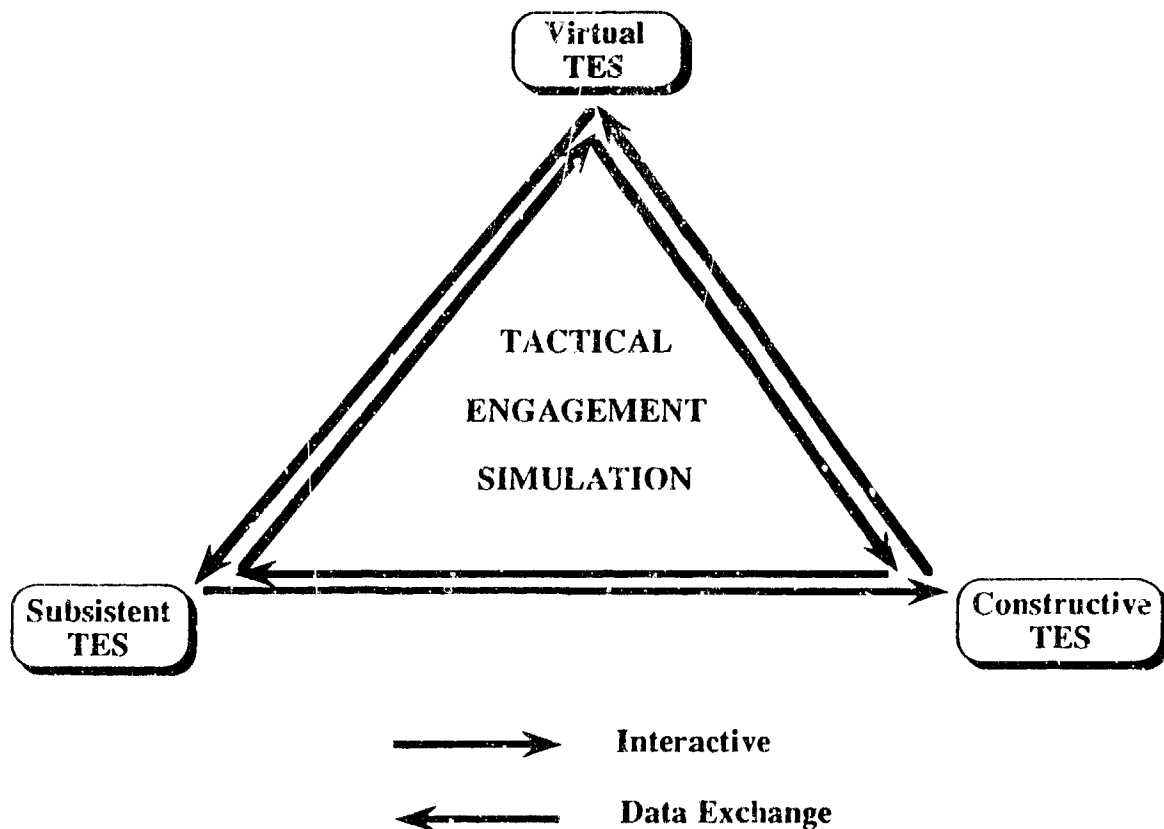 Virtual
TES
TACTICAL
ENGAGEMENT
SIMULATION
Subsistent
TES
Constructive
TES
Interactive
Data Exchange